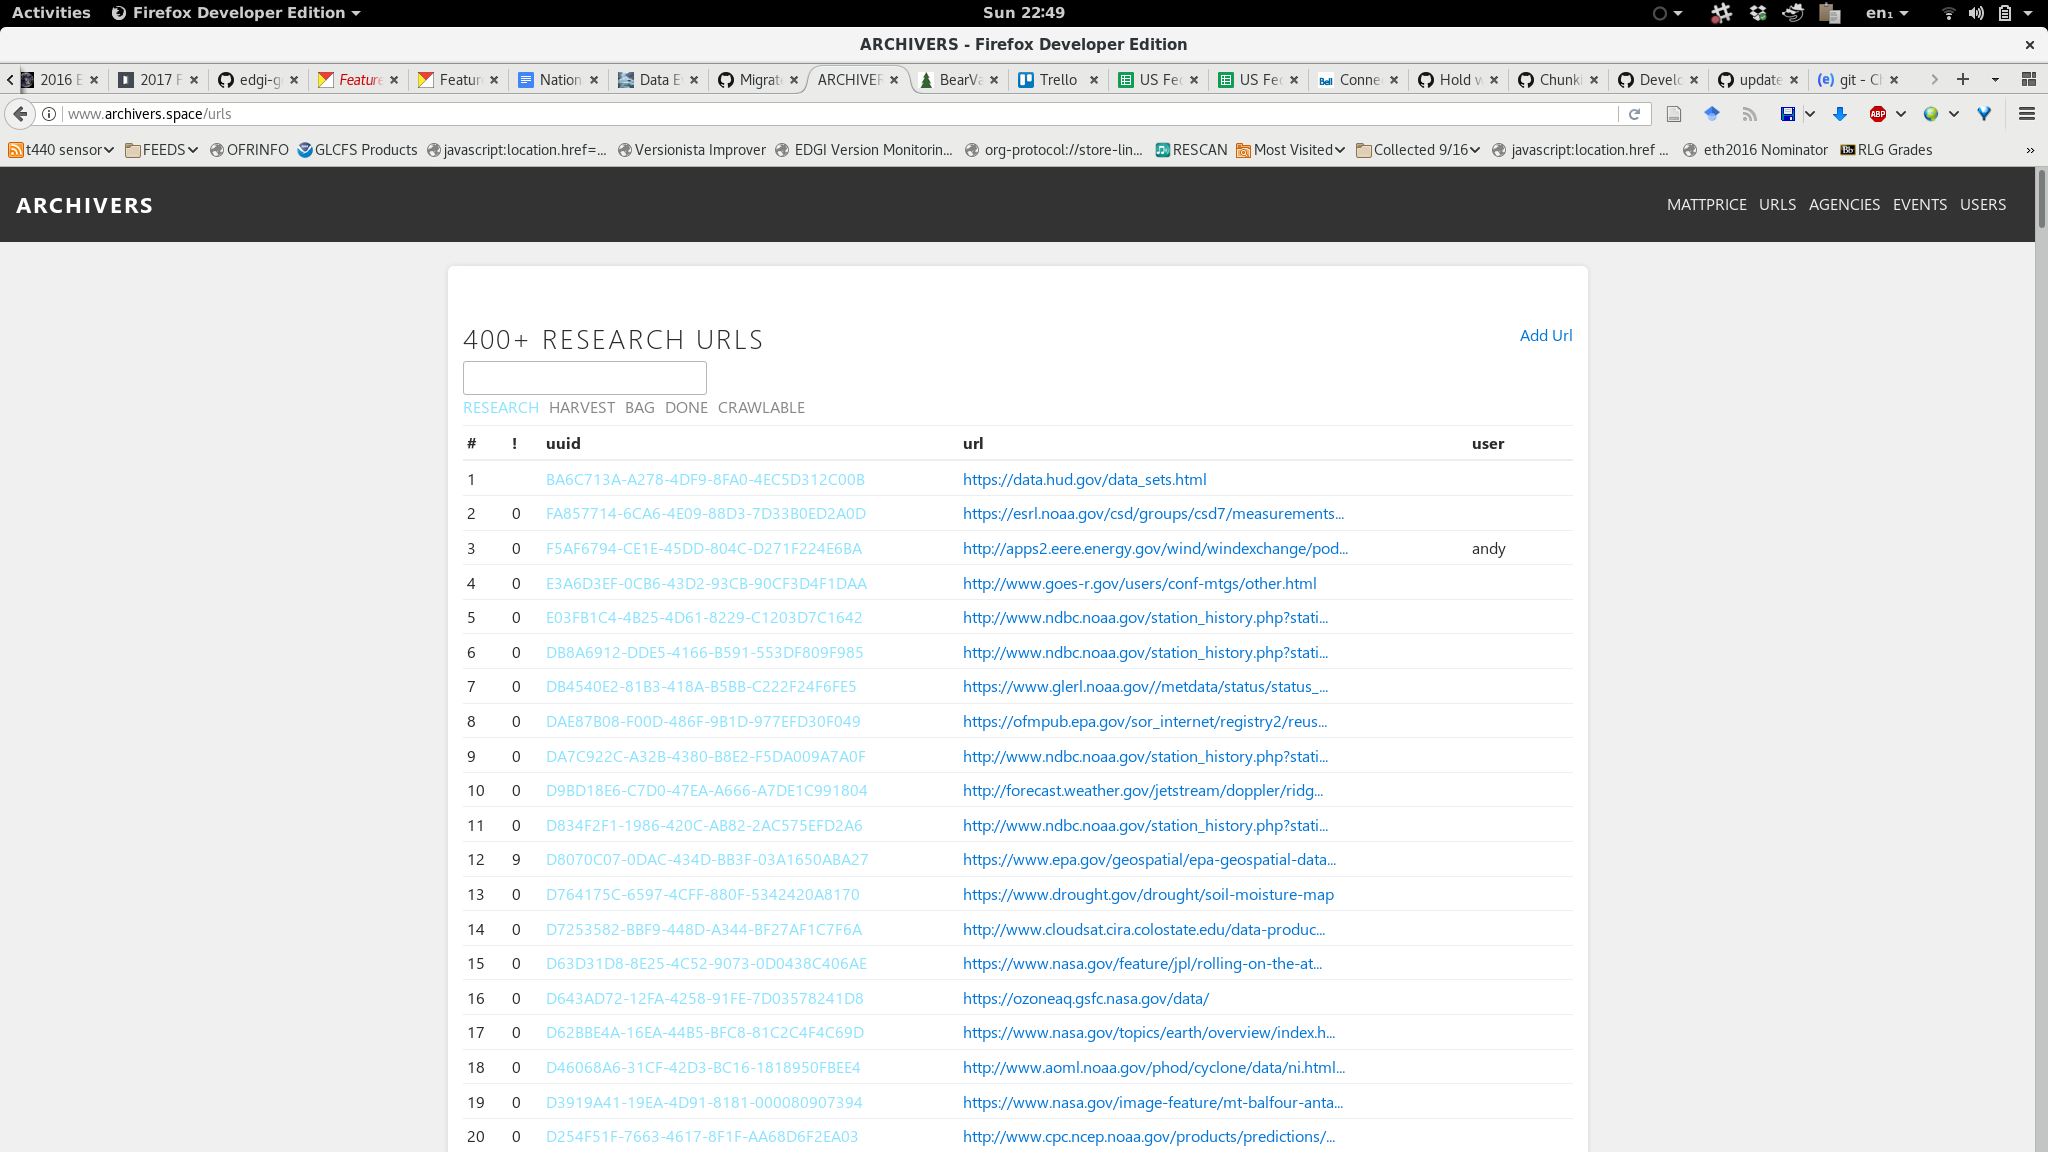 Activities Firefox Developer Edition Sun 22:49 en₁
ARCHIVERS - Firefox Developer Edition
2016 E 2017 F edgi-g Feature Featur Nation Data E Migrat ARCHIVER BearVa Trello US Fec US Fec Conne Hold w Chunki Develo update (e) git - Cl
www.archivers.space/urls ABP
t440 sensor FEEDS OFRINFO GLCFS Products javascript:location.href=... Versionista Improver EDGI Version Monitorin... org-protocol://store-lin... RESCAN Most Visited Collected 9/16 javascript:location.href ... eth2016 Nominator Bb RLG Grades »
ARCHIVERS MATTPRICE URLS AGENCIES EVENTS USERS
400+ RESEARCH URLS Add Url
RESEARCH HARVEST BAG DONE CRAWLABLE
# ! uuid url user
1 BA6C713A-A278-4DF9-8FA0-4EC5D312C00B https://data.hud.gov/data_sets.html
2 0 FA857714-6CA6-4E09-88D3-7D33B0ED2A0D https://esrl.noaa.gov/csd/groups/csd7/measurements...
3 0 F5AF6794-CE1E-45DD-804C-D271F224E6BA http://apps2.eere.energy.gov/wind/windexchange/pod... andy
4 0 E3A6D3EF-0CB6-43D2-93CB-90CF3D4F1DAA http://www.goes-r.gov/users/conf-mtgs/other.html
5 0 E03FB1C4-4B25-4D61-8229-C1203D7C1642 http://www.ndbc.noaa.gov/station_history.php?stati...
6 0 DB8A6912-DDE5-4166-B591-553DF809F985 http://www.ndbc.noaa.gov/station_history.php?stati...
7 0 DB4540E2-81B3-418A-B5BB-C222F24F6FE5 https://www.glerl.noaa.gov//metdata/status/status_...
8 0 DAE87B08-F00D-486F-9B1D-977EFD30F049 https://ofmpub.epa.gov/sor_internet/registry2/reus...
9 0 DA7C922C-A32B-4380-B8E2-F5DA009A7A0F http://www.ndbc.noaa.gov/station_history.php?stati...
10 0 D9BD18E6-C7D0-47EA-A666-A7DE1C991804 http://forecast.weather.gov/jetstream/doppler/ridg...
11 0 D834F2F1-1986-420C-AB82-2AC575EFD2A6 http://www.ndbc.noaa.gov/station_history.php?stati...
12 9 D8070C07-0DAC-434D-BB3F-03A1650ABA27 https://www.epa.gov/geospatial/epa-geospatial-data...
13 0 D764175C-6597-4CFF-880F-5342420A8170 https://www.drought.gov/drought/soil-moisture-map
14 0 D7253582-BBF9-448D-A344-BF27AF1C7F6A http://www.cloudsat.cira.colostate.edu/data-produc...
15 0 D63D31D8-8E25-4C52-9073-0D0438C406AE https://www.nasa.gov/feature/jpl/rolling-on-the-at...
16 0 D643AD72-12FA-4258-91FE-7D03578241D8 https://ozoneaq.gsfc.nasa.gov/data/
17 0 D62BBE4A-16EA-44B5-BFC8-81C2C4F4C69D https://www.nasa.gov/topics/earth/overview/index.h...
18 0 D46068A6-31CF-42D3-BC16-1818950FBEE4 http://www.aoml.noaa.gov/phod/cyclone/data/ni.html...
19 0 D3919A41-19EA-4D91-8181-000080907394 https://www.nasa.gov/image-feature/mt-balfour-anta...
20 0 D254F51F-7663-4617-8F1F-AA68D6F2EA03 http://www.cpc.ncep.noaa.gov/products/predictions/...